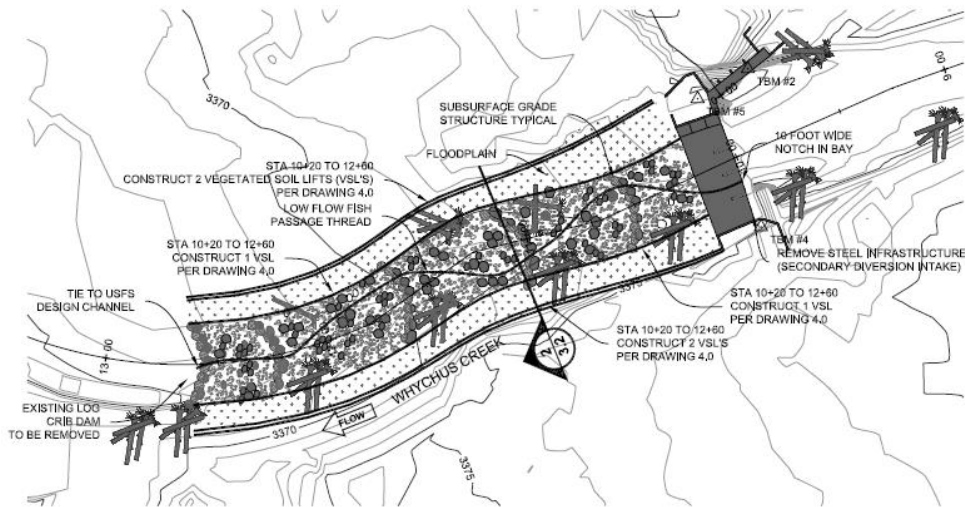 3370
SUBSURFACE GRADE
STRUCTURE TYPICAL
FLOODPLAIN
STA 10+20 TO 12+60
CONSTRUCT 2 VEGETATED SOIL LIFTS (VSL'S)
PER DRAWING 4.0
LOW FLOW FISH
PASSAGE THREAD
STA 10+20 TO 12+60
CONSTRUCT 1 VSL
PER DRAWING 4.0
TIE TO USFS
DESIGN CHANNEL
13+00
EXISTING LOG
CRIB DAM
TO BE REMOVED
TBM #2
TBM #5
9+00
10 FOOT WIDE
NOTCH IN BAY
TBM #4
REMOVE STEEL INFRASTRUCTURE
(SECONDARY DIVERSION INTAKE)
3370
STA 10+20 TO 12+60
CONSTRUCT 1 VSL
PER DRAWING 4.0
STA 10+20 TO 12+60
CONSTRUCT 2 VSL'S
PER DRAWING 4.0
2
3.2
WHYCHUS CREEK
FLOW
3370
3375